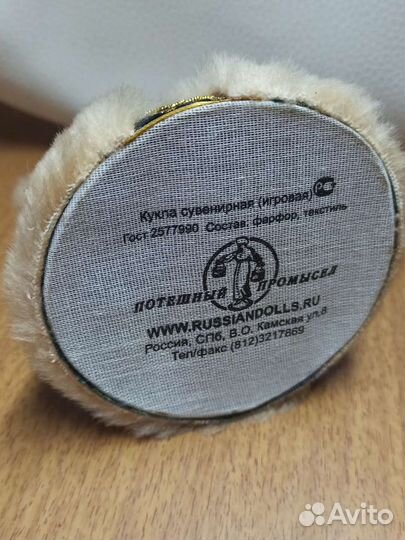 Кукла сувенирная (игровая) РСТ
Гост 2577990 Состав: фарфор, текстиль
ПОТЕШНЫЙ ПРОМЫСЕЛ
WWW.RUSSIANDOLLS.RU
Россия, СПб, В.О. Камская ул.8
Тел/факс (812)3217869
Avito